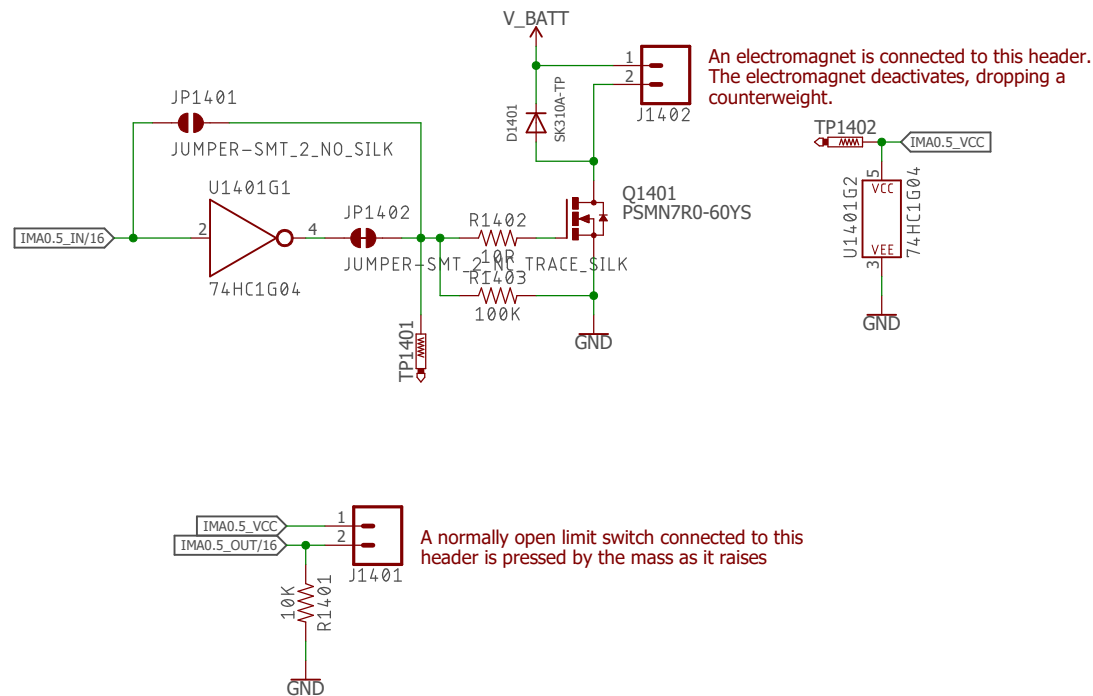 V_BATT
An electromagnet is connected to this header.
The electromagnet deactivates, dropping a
counterweight.
1
2
J1402
D1401
SK310A-TP
JP1401
JUMPER-SMT_2_NO_SILK
TP1402
IMA0.5_VCC
5
VCC
U1401G2
74HC1G04
VEE
3
GND
U1401G1
IMA0.5_IN/16
2
4
74HC1G04
JP1402
JUMPER-SMT_2_NC_TRACE_SILK
R1402
10R
R1403
100K
Q1401
PSMN7R0-60YS
GND
TP1401
IMA0.5_VCC
IMA0.5_OUT/16
1
2
J1401
A normally open limit switch connected to this
header is pressed by the mass as it raises
10K
R1401
GND